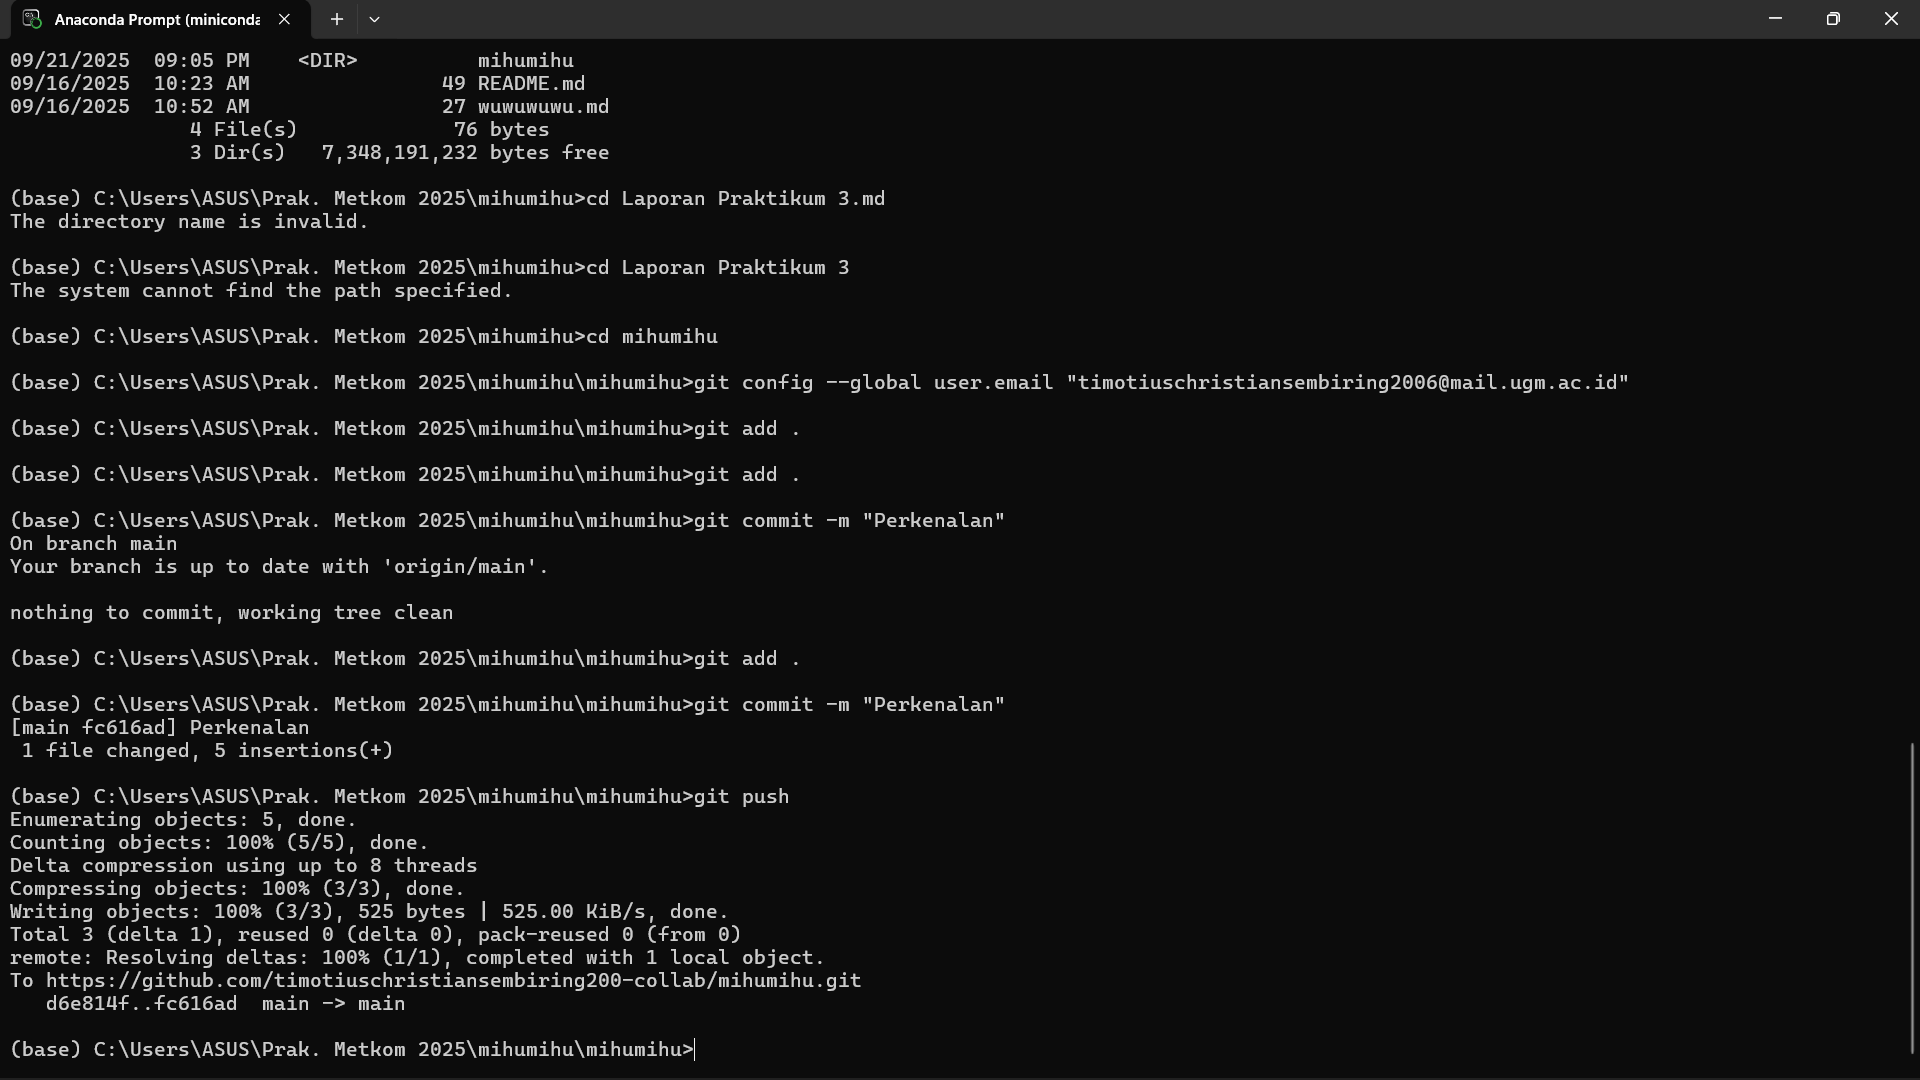 Anaconda Prompt (miniconda
09/21/2025  09:05 PM    <DIR>          mihumihu
09/16/2025  10:23 AM                49 README.md
09/16/2025  10:52 AM                27 wuwuwuwu.md
               4 File(s)             76 bytes
               3 Dir(s)   7,348,191,232 bytes free
(base) C:\Users\ASUS\Prak. Metkom 2025\mihumihu>cd Laporan Praktikum 3.md
The directory name is invalid.
(base) C:\Users\ASUS\Prak. Metkom 2025\mihumihu>cd Laporan Praktikum 3
The system cannot find the path specified.
(base) C:\Users\ASUS\Prak. Metkom 2025\mihumihu>cd mihumihu
(base) C:\Users\ASUS\Prak. Metkom 2025\mihumihu\mihumihu>git config --global user.email "timotiuschristiansembiring2006@mail.ugm.ac.id"
(base) C:\Users\ASUS\Prak. Metkom 2025\mihumihu\mihumihu>git add .
(base) C:\Users\ASUS\Prak. Metkom 2025\mihumihu\mihumihu>git add .
(base) C:\Users\ASUS\Prak. Metkom 2025\mihumihu\mihumihu>git commit -m "Perkenalan"
On branch main
Your branch is up to date with 'origin/main'.
nothing to commit, working tree clean
(base) C:\Users\ASUS\Prak. Metkom 2025\mihumihu\mihumihu>git add .
(base) C:\Users\ASUS\Prak. Metkom 2025\mihumihu\mihumihu>git commit -m "Perkenalan"
[main fc616ad] Perkenalan
 1 file changed, 5 insertions(+)
(base) C:\Users\ASUS\Prak. Metkom 2025\mihumihu\mihumihu>git push
Enumerating objects: 5, done.
Counting objects: 100% (5/5), done.
Delta compression using up to 8 threads
Compressing objects: 100% (3/3), done.
Writing objects: 100% (3/3), 525 bytes | 525.00 KiB/s, done.
Total 3 (delta 1), reused 0 (delta 0), pack-reused 0 (from 0)
remote: Resolving deltas: 100% (1/1), completed with 1 local object.
To https://github.com/timotiuschristiansembiring200-collab/mihumihu.git
   d6e814f..fc616ad  main -> main
(base) C:\Users\ASUS\Prak. Metkom 2025\mihumihu\mihumihu>